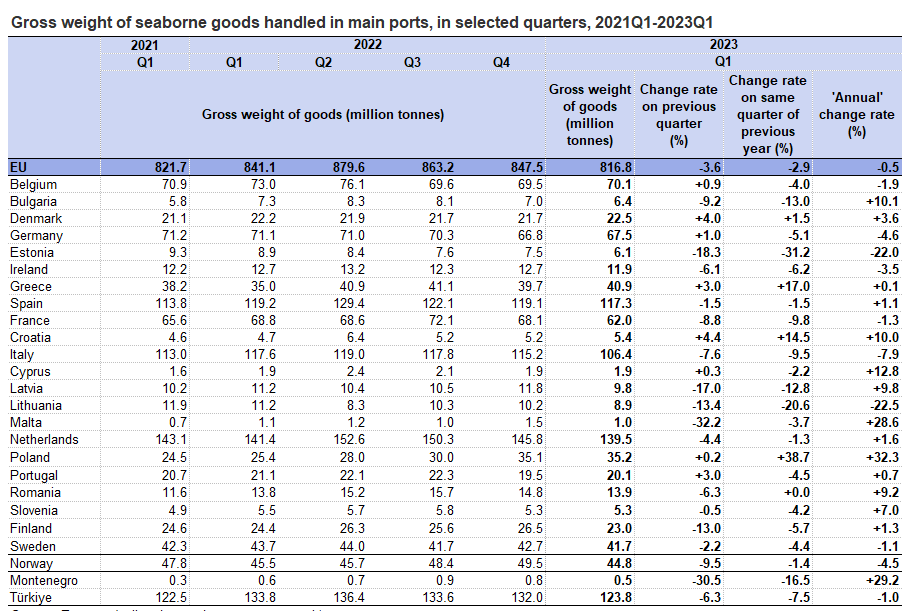 Gross weight of seaborne goods handled in main ports, in selected quarters, 2021Q1-2023Q1
2021 2022 2023
Q1 Q1 Q2 Q3 Q4 Q1
Gross weight of goods (million tonnes)
Gross weight of goods (million tonnes) Change rate on previous quarter (%) Change rate on same quarter of previous year (%) 'Annual' change rate (%)
EU 821.7 841.1 879.6 863.2 847.5 816.8 -3.6 -2.9 -0.5
Belgium 70.9 73.0 76.1 69.6 69.5 70.1 +0.9 -4.0 -1.9
Bulgaria 5.8 7.3 8.3 8.1 7.0 6.4 -9.2 -13.0 +10.1
Denmark 21.1 22.2 21.9 21.7 21.7 22.5 +4.0 +1.5 +3.6
Germany 71.2 71.1 71.0 70.3 66.8 67.5 +1.0 -5.1 -4.6
Estonia 9.3 8.9 8.4 7.6 7.5 6.1 -18.3 -31.2 -22.0
Ireland 12.2 12.7 13.2 12.3 12.7 11.9 -6.1 -6.2 -3.5
Greece 38.2 35.0 40.9 41.1 39.7 40.9 +3.0 +17.0 +0.1
Spain 113.8 119.2 129.4 122.1 119.1 117.3 -1.5 -1.5 +1.1
France 65.6 68.8 68.6 72.1 68.1 62.0 -8.8 -9.8 -1.3
Croatia 4.6 4.7 6.4 5.2 5.2 5.4 +4.4 +14.5 +10.0
Italy 113.0 117.6 119.0 117.8 115.2 106.4 -7.6 -9.5 -7.9
Cyprus 1.6 1.9 2.4 2.1 1.9 1.9 +0.3 -2.2 +12.8
Latvia 10.2 11.2 10.4 10.5 11.8 9.8 -17.0 -12.8 +9.8
Lithuania 11.9 11.2 8.3 10.3 10.2 8.9 -13.4 -20.6 -22.5
Malta 0.7 1.1 1.2 1.0 1.5 1.0 -32.2 -3.7 +28.6
Netherlands 143.1 141.4 152.6 150.3 145.8 139.5 -4.4 -1.3 +1.6
Poland 24.5 25.4 28.0 30.0 35.1 35.2 +0.2 +38.7 +32.3
Portugal 20.7 21.1 22.1 22.3 19.5 20.1 +3.0 -4.5 +0.7
Romania 11.6 13.8 15.2 15.7 14.8 13.9 -6.3 +0.0 +9.2
Slovenia 4.9 5.5 5.7 5.8 5.3 5.3 -0.5 -4.2 +7.0
Finland 24.6 24.4 26.3 25.6 26.5 23.0 -13.0 -5.7 +1.3
Sweden 42.3 43.7 44.0 41.7 42.7 41.7 -2.2 -4.4 -1.1
Norway 47.8 45.5 45.7 48.4 49.5 44.8 -9.5 -1.4 -4.5
Montenegro 0.3 0.6 0.7 0.9 0.8 0.5 -30.5 -16.5 +29.2
Türkiye 122.5 133.8 136.4 133.6 132.0 123.8 -6.3 -7.5 -1.0